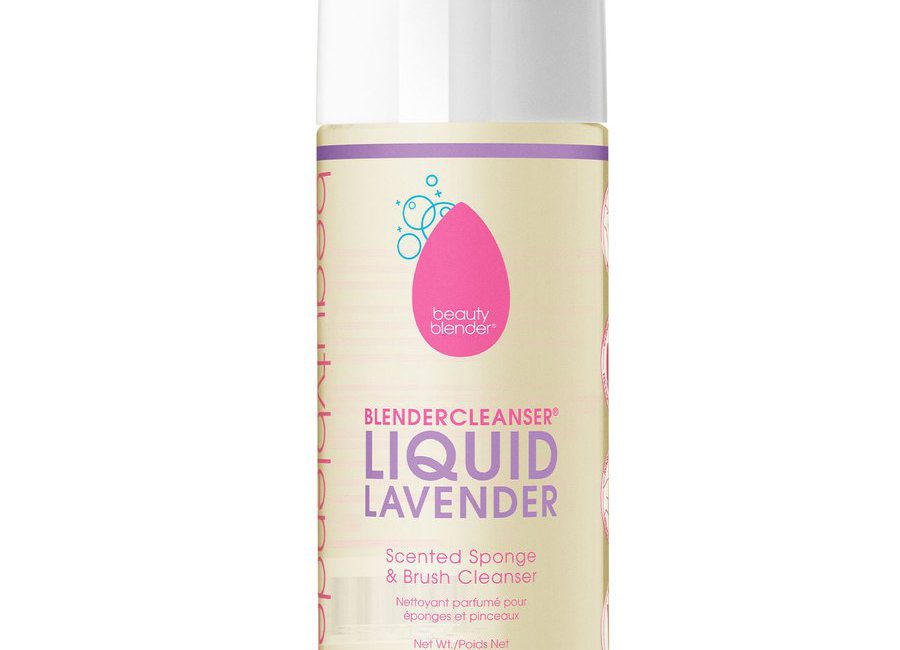 beauty
blender®
BLENDERCLEANSER®
LIQUID
LAVENDER
Scented Sponge
& Brush Cleanser
Nettoyant parfumé pour
éponges et pinceaux
Net Wt./Poids Net